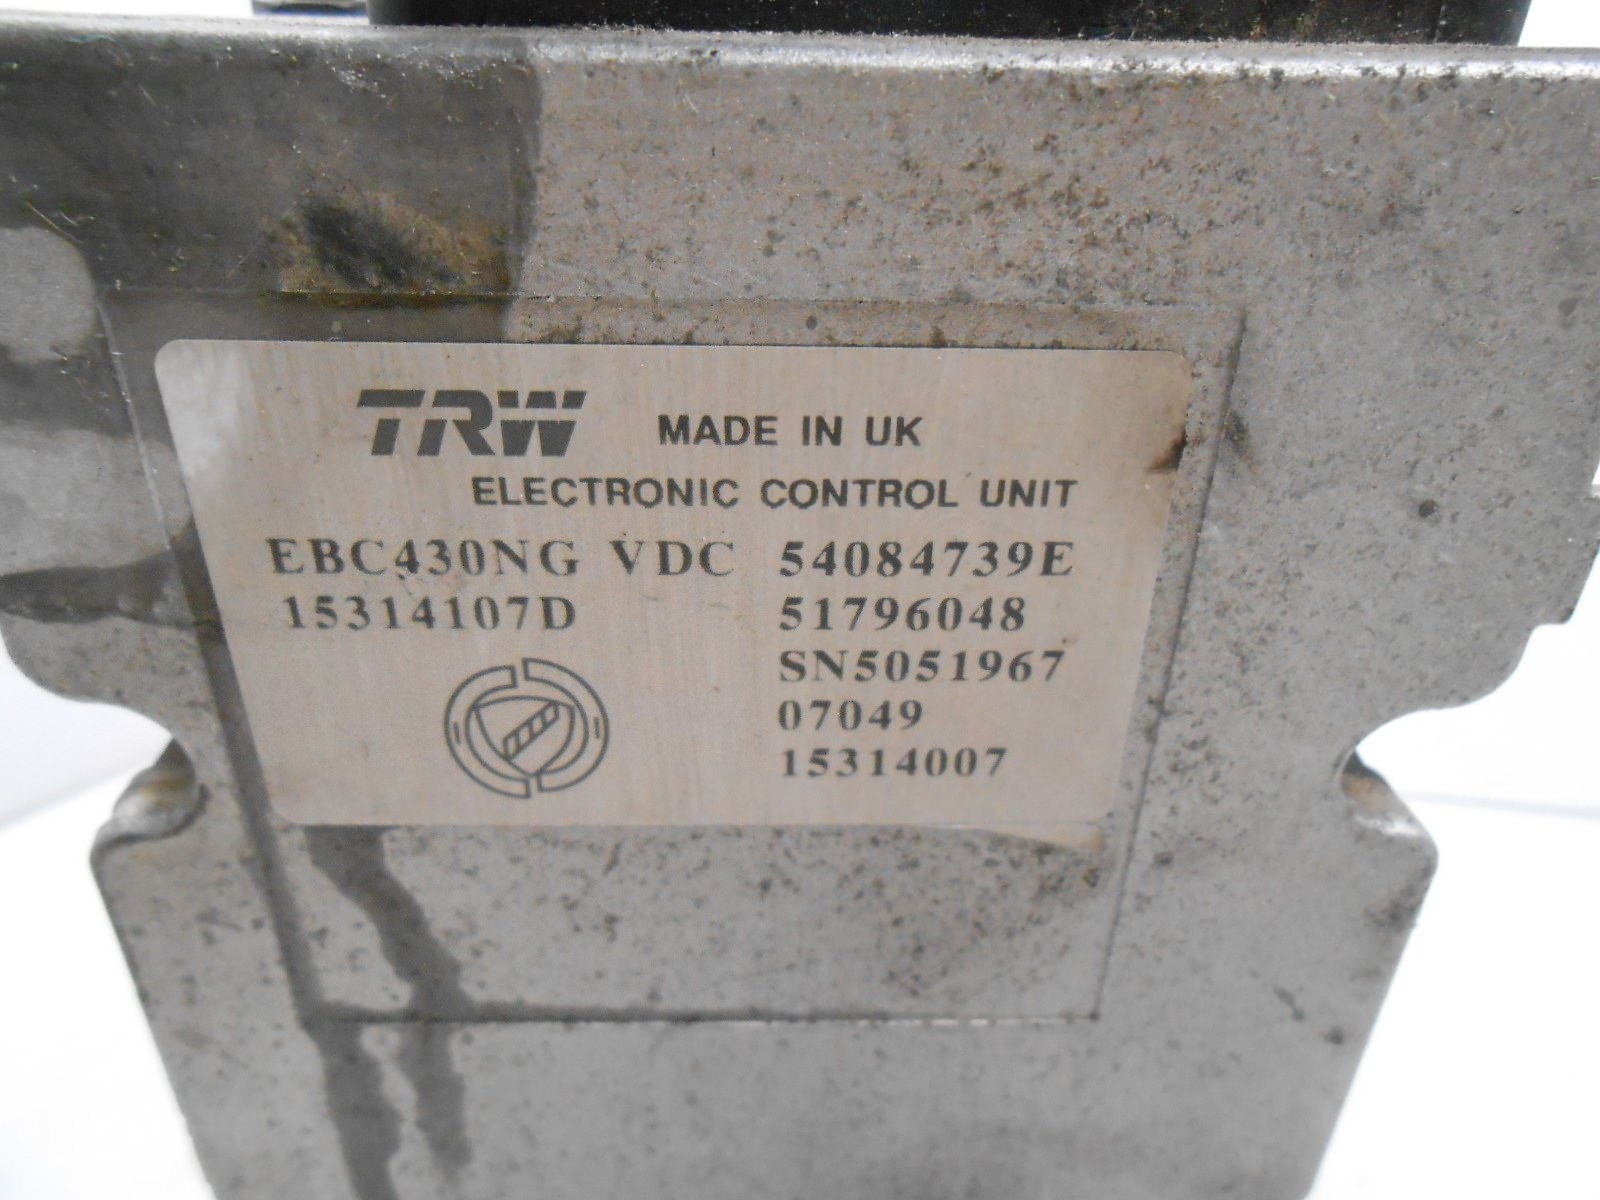 TRW MADE IN UK
ELECTRONIC CONTROL UNIT
EBC430NG VDC 54084739E
15314107D 51796048
SN5051967
07049
15314007